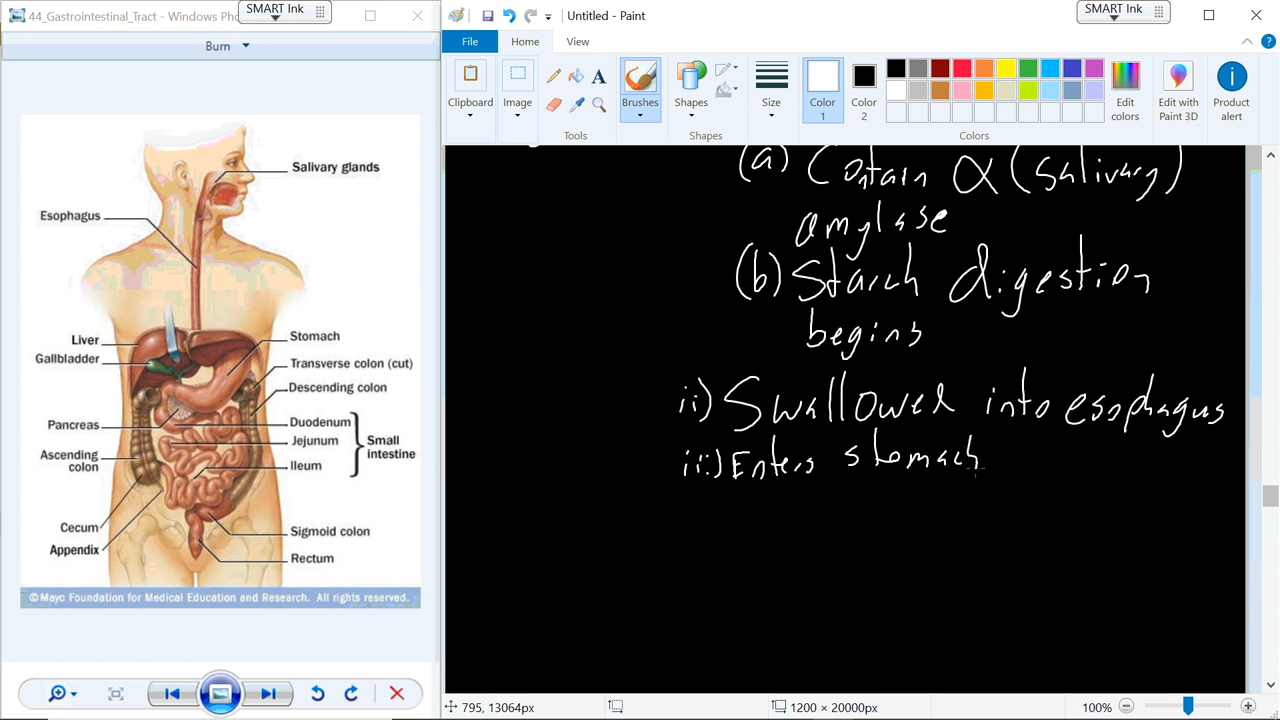 44_Gastrointestinal_Tract - Windows Pho
SMART Ink
Burn
Salivary glands
Esophagus
Liver
Gallbladder
Stomach
Transverse colon (cut)
Descending colon
Pancreas
Duodenum
Jejunum
Small intestine
Ascending colon
Ileum
Cecum
Appendix
Sigmoid colon
Rectum
©Mayo Foundation for Medical Education and Research. All rights reserved.
Untitled - Paint
SMART Ink
File
Home
View
Clipboard
Image
Tools
Brushes
Shapes
Shapes
Size
Color 1
Color 2
Edit colors
Colors
Edit with Paint 3D
Product alert
(a) Contain α (salivary)
amylase
(b) Starch digestion
begins
ii) Swallowed into esophagus
iii) Enters stomach
795, 13064px
1200 × 20000px
100%